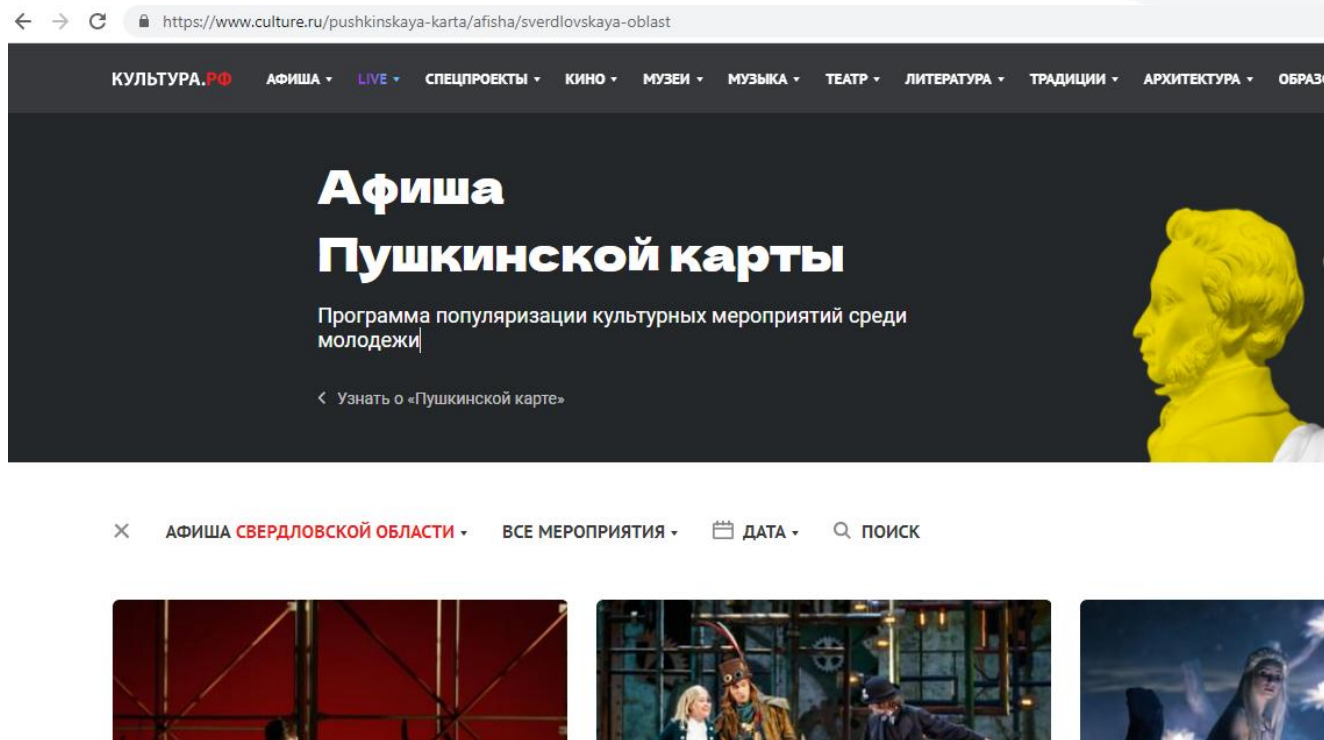 https://www.culture.ru/pushkinskaya-karta/afisha/sverdlovskaya-oblast
КУЛЬТУРА.РФ АФИША LIVE СПЕЦПРОЕКТЫ КИНО МУЗЕИ МУЗЫКА ТЕАТР ЛИТЕРАТУРА ТРАДИЦИИ АРХИТЕКТУРА ОБРАЗО
Афиша
Пушкинской карты
Программа популяризации культурных мероприятий среди
молодежи
Узнать о «Пушкинской карте»
АФИША СВЕРДЛОВСКОЙ ОБЛАСТИ ВСЕ МЕРОПРИЯТИЯ ДАТА ПОИСК